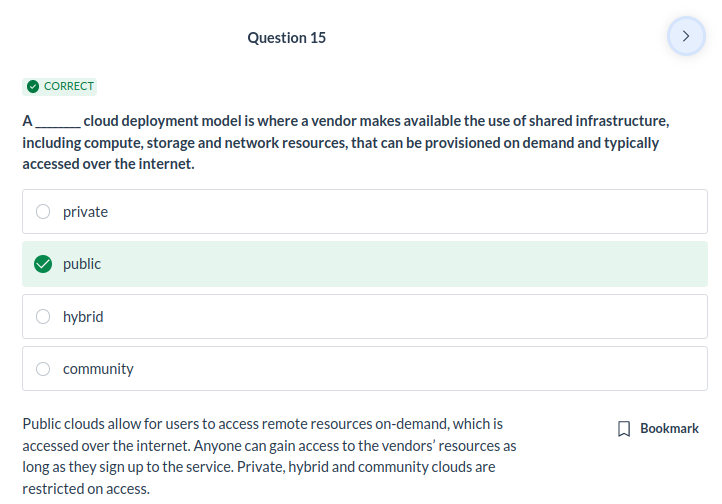 Question 15
CORRECT
A ________ cloud deployment model is where a vendor makes available the use of shared infrastructure,
including compute, storage and network resources, that can be provisioned on demand and typically
accessed over the internet.
private
public
hybrid
community
Public clouds allow for users to access remote resources on-demand, which is
accessed over the internet. Anyone can gain access to the vendors’ resources as
long as they sign up to the service. Private, hybrid and community clouds are
restricted on access.
Bookmark